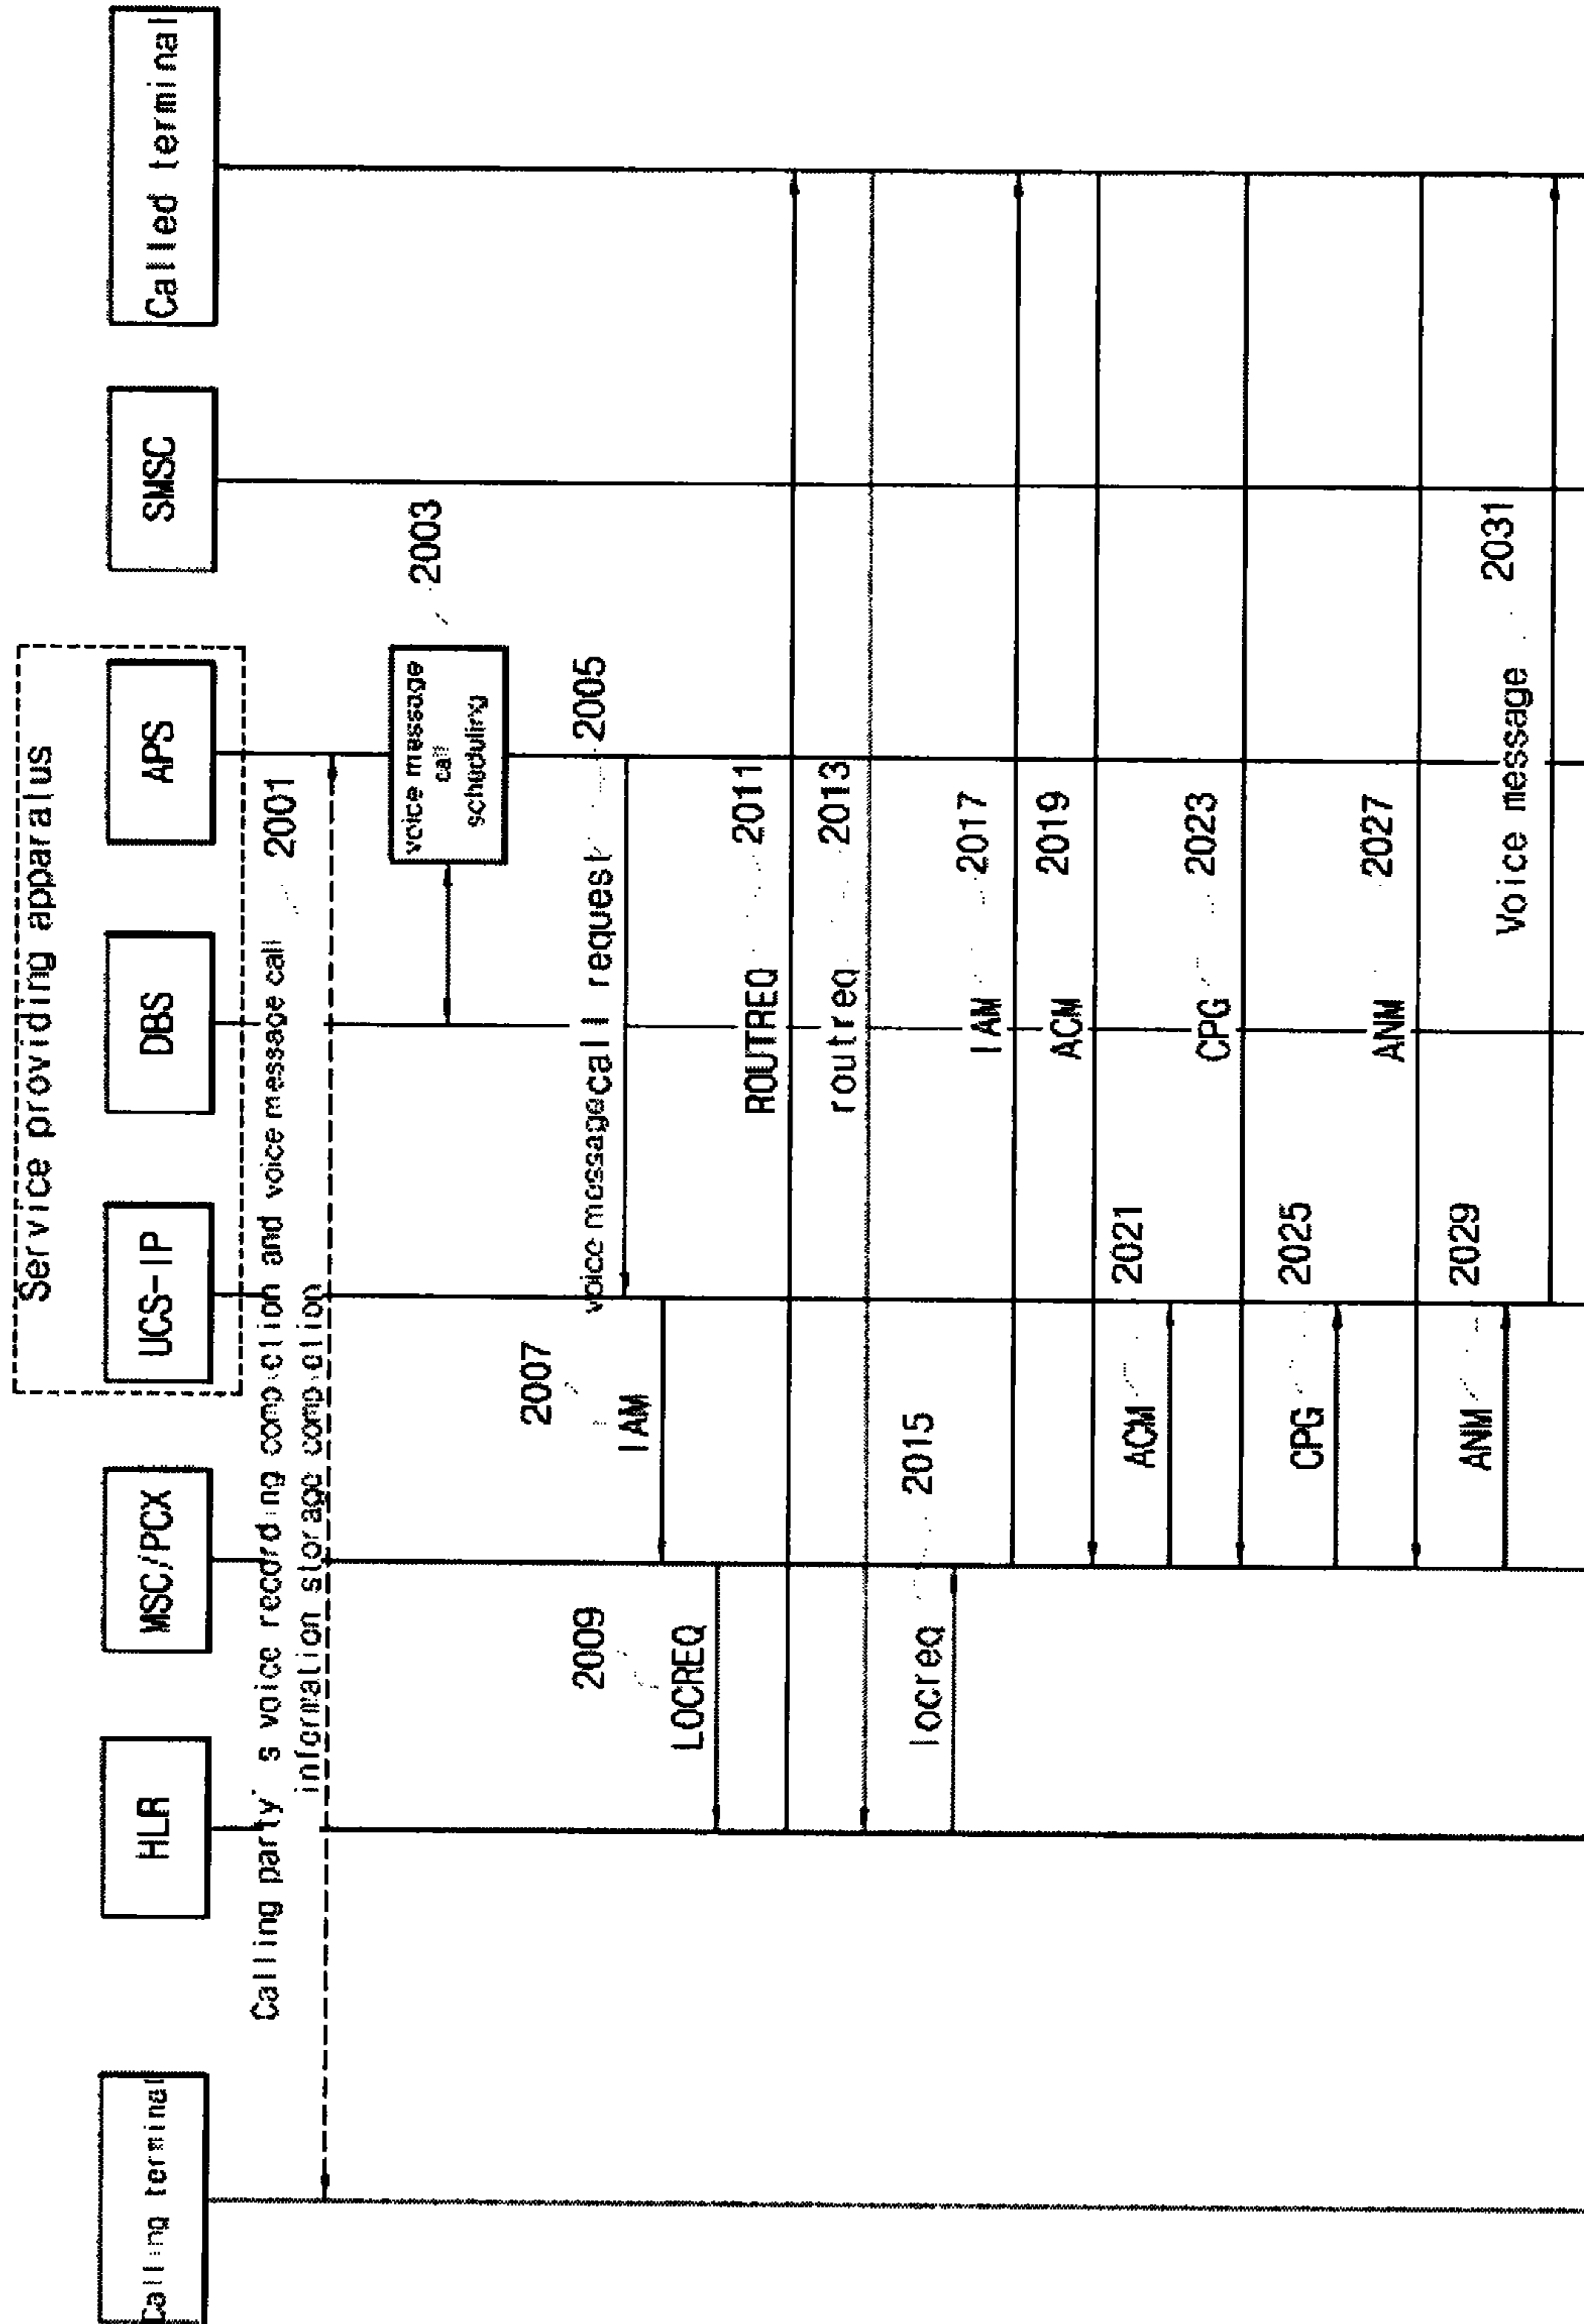 Service providing apparalus
Calling terminal
HLR
MSC/PCX
UCS-IP
DBS
APS
SMSC
Called terminal
Calling party's voice recording completion and voice message call
information storage completion
2001
voice message
call
scheduling
2003
voice message call request
2005
2007
IAM
2009
LOCREQ
ROUTREQ
2011
routreq
2013
2015
locreq
IAM
2017
ACM
2019
ACM
2021
CPG
2023
CPG
2025
ANM
2027
ANM
2029
Voice message
2031